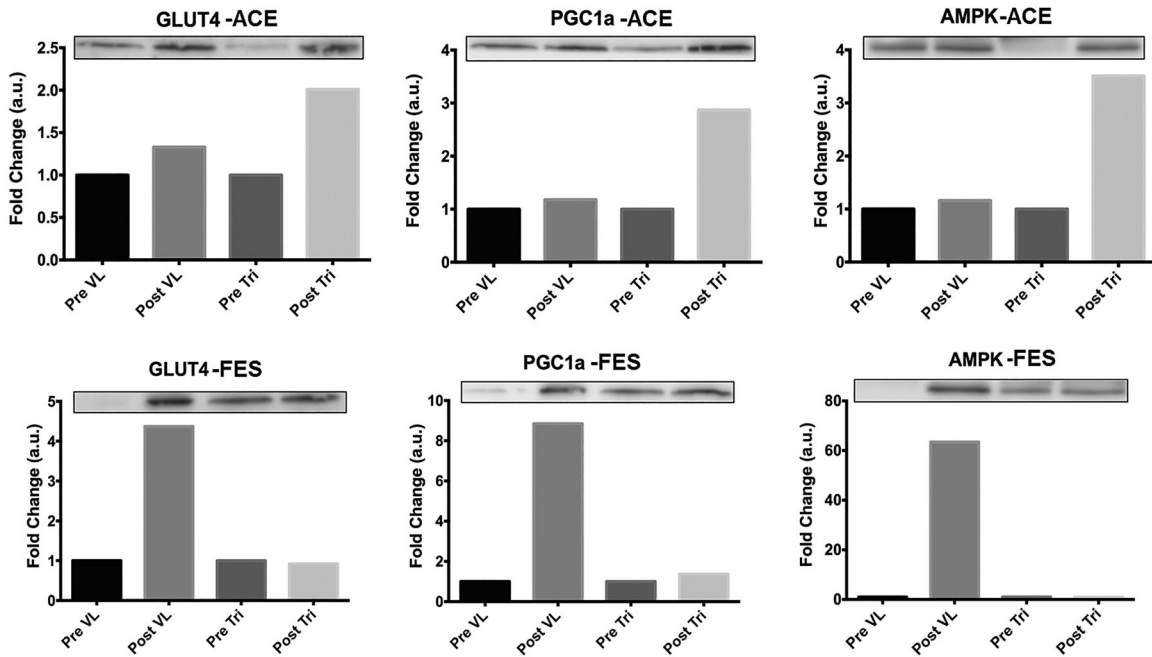 GLUT4 -ACE
Fold Change (a.u.)
2.5
2.0
1.5
1.0
0.5
0.0
Pre VL
Post VL
Pre Tri
Post Tri
PGC1a -ACE
Fold Change (a.u.)
4
3
2
1
0
Pre VL
Post VL
Pre Tri
Post Tri
AMPK-ACE
Fold Change (a.u.)
4
3
2
1
0
Pre VL
Post VL
Pre Tri
Post Tri
GLUT4 -FES
Fold Change (a.u.)
5
4
3
2
1
0
Pre VL
Post VL
Pre Tri
Post Tri
PGC1a -FES
Fold Change (a.u.)
10
8
6
4
2
0
Pre VL
Post VL
Pre Tri
Post Tri
AMPK -FES
Fold Change (a.u.)
80
60
40
20
0
Pre VL
Post VL
Pre Tri
Post Tri